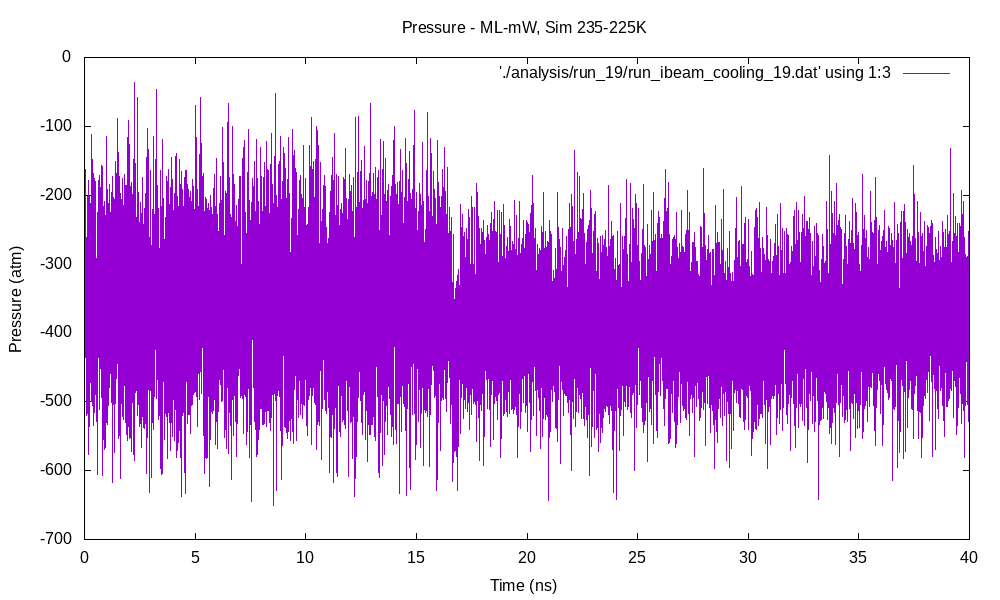 Pressure - ML-mW, Sim 235-225K
'./analysis/run_19/run_ibeam_cooling_19.dat' using 1:3
0
-100
-200
-300
-400
-500
-600
-700
Pressure (atm)
0 5 10 15 20 25 30 35 40
Time (ns)